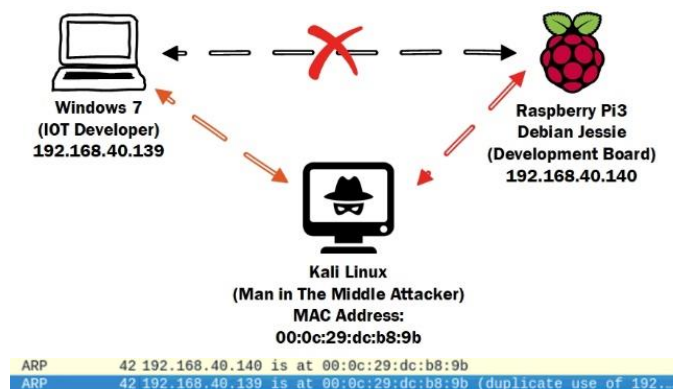 Windows 7
(IOT Developer)
192.168.40.139
Raspberry Pi3
Debian Jessie
(Development Board)
192.168.40.140
Kali Linux
(Man in The Middle Attacker)
MAC Address:
00:0c:29:dc:b8:9b
ARP 42 192.168.40.140 is at 00:0c:29:dc:b8:9b
ARP 42 192.168.40.139 is at 00:0c:29:dc:b8:9b (duplicate use of 192...